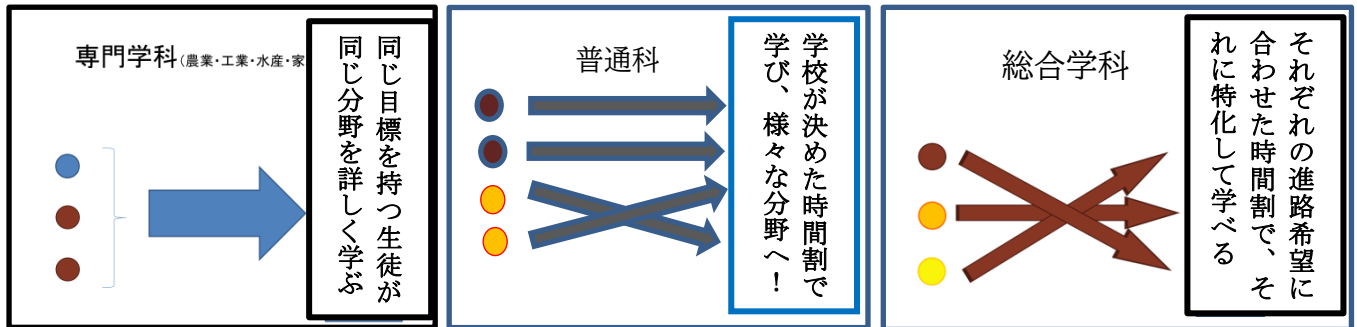 専門学科(農業・工業・水産・家
同じ目標を持つ生徒が
同じ分野を詳しく学ぶ
普通科
学校が決めた時間割で
学び、様々な分野へ！
総合学科
それぞれの進路希望に
合わせた時間割で、そ
れに特化して学べる